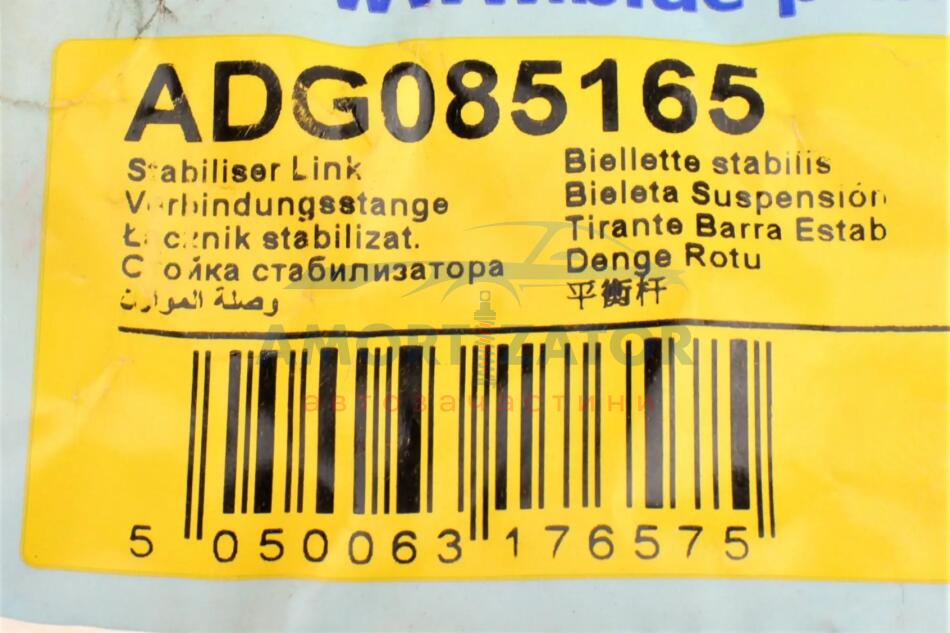 ADG085165
Stabiliser Link
Verbindungsstange
Łącznik stabilizat.
Стойка стабилизатора
وصلة الموازن
Biellette stabilis
Bieleta Suspensión
Tirante Barra Estab
Denge Rotu
平衡杆
AMORTIZATOR
автозачастини
5 050063 176575